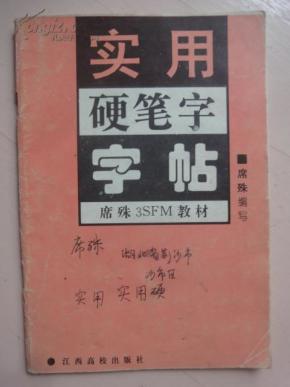 实用
硬笔字
字帖
席殊3SFM教材
■席殊编写
席殊 湖北省荆沙市
沙市区
实用 实用硬
●江西高校出版社